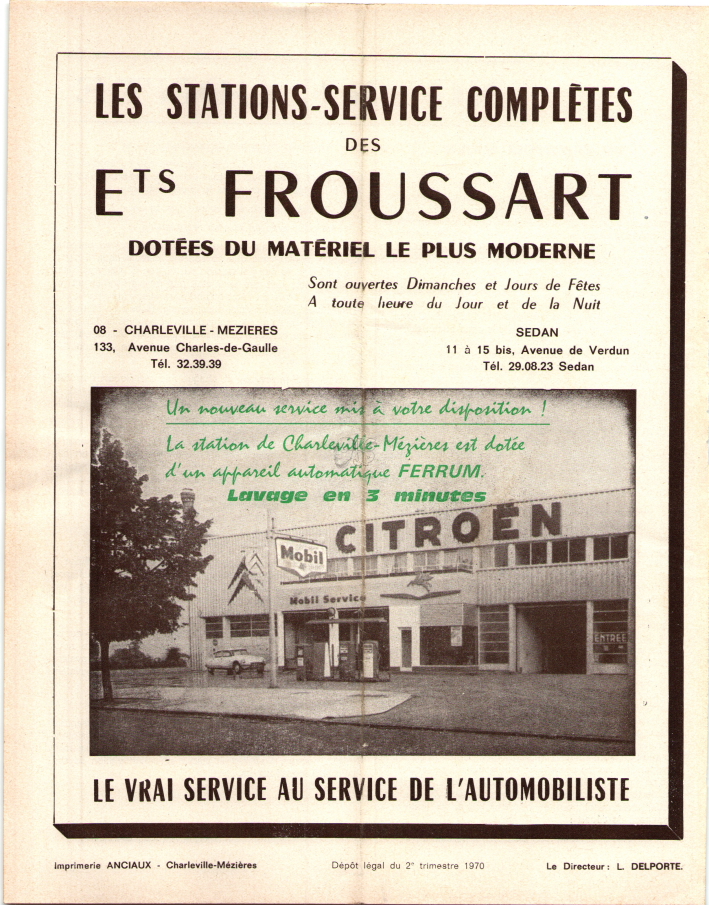 LES STATIONS-SERVICE COMPLÈTES
DES
ETS FROUSSART
DOTÉES DU MATÉRIEL LE PLUS MODERNE
Sont ouvertes Dimanches et Jours de Fêtes
A toute heure du Jour et de la Nuit
08 - CHARLEVILLE - MEZIERES
133, Avenue Charles-de-Gaulle
Tél. 32.39.39
SEDAN
11 à 15 bis, Avenue de Verdun
Tél. 29.08.23 Sedan
Un nouveau service mis à votre disposition !
La station de Charleville-Mézières est dotée
d'un appareil automatique FERRUM.
Lavage en 3 minutes
CITROËN
Mobil
Mobil Service
ENTREE
LE VRAI SERVICE AU SERVICE DE L'AUTOMOBILISTE
Imprimerie ANCIAUX - Charleville-Mézières
Dépôt légal du 2e trimestre 1970
Le Directeur : L. DELPORTE.